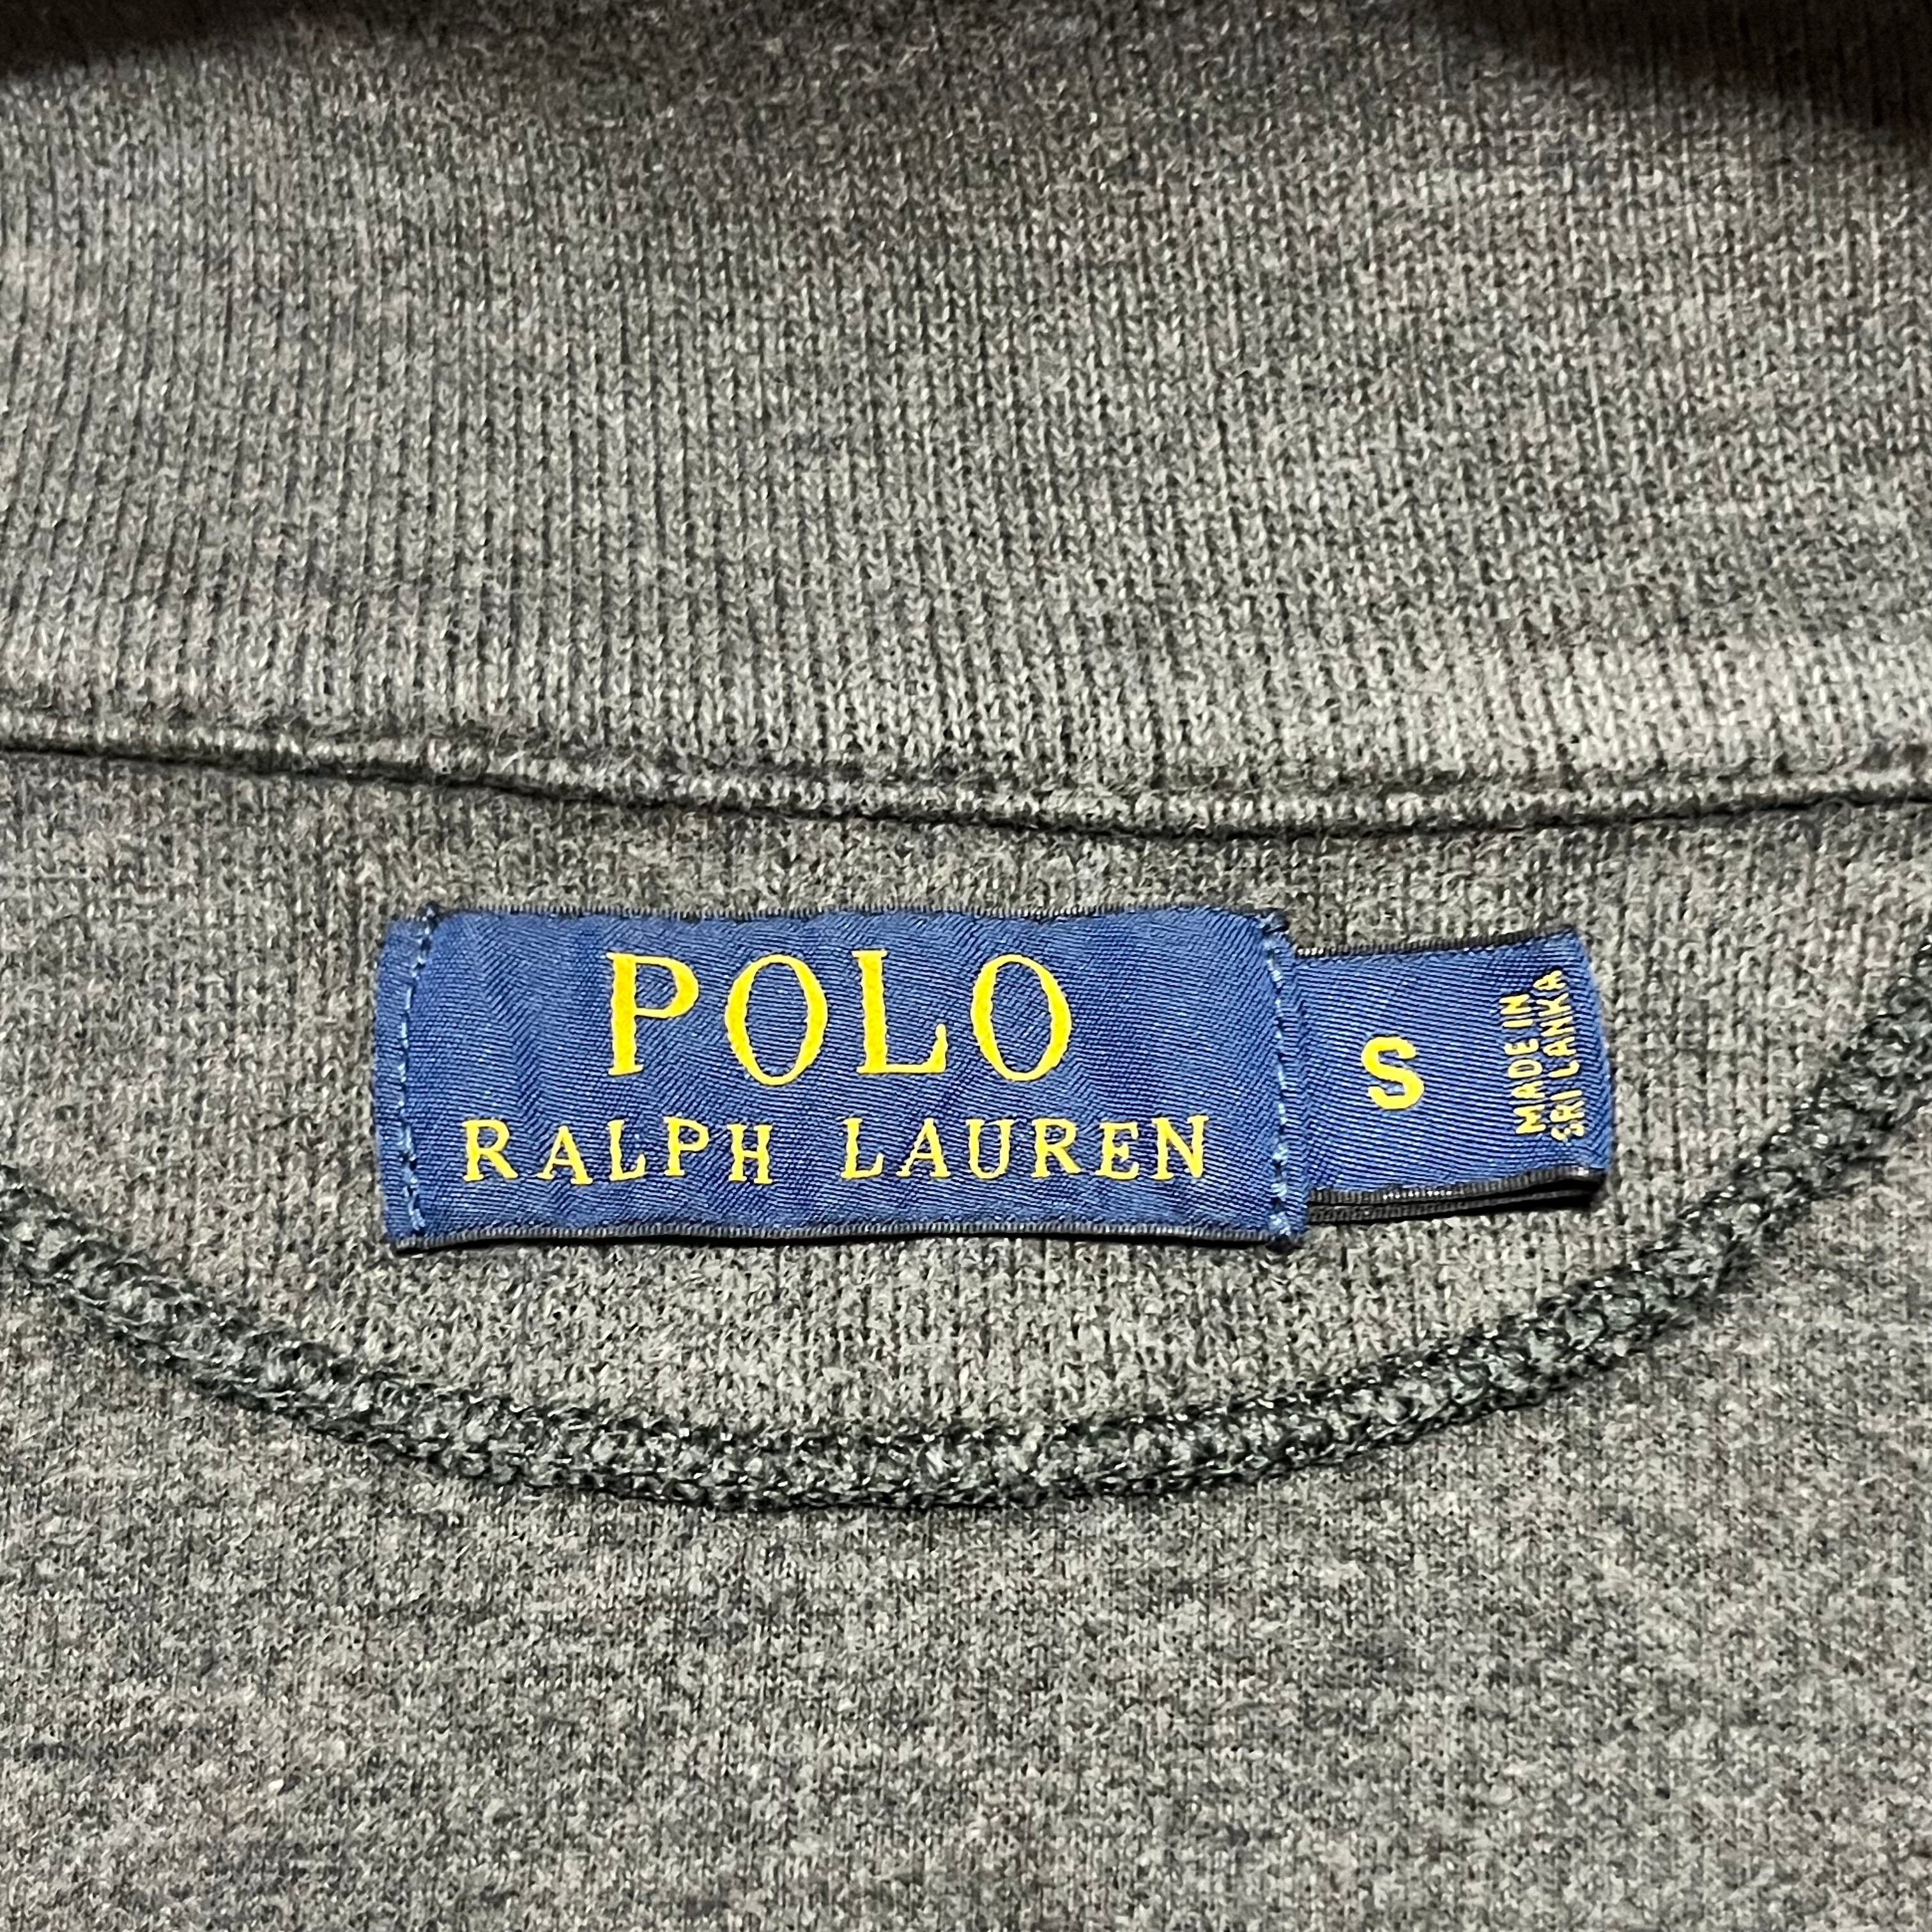 POLO
RALPH LAUREN
S
MADE IN
SRI LANKA